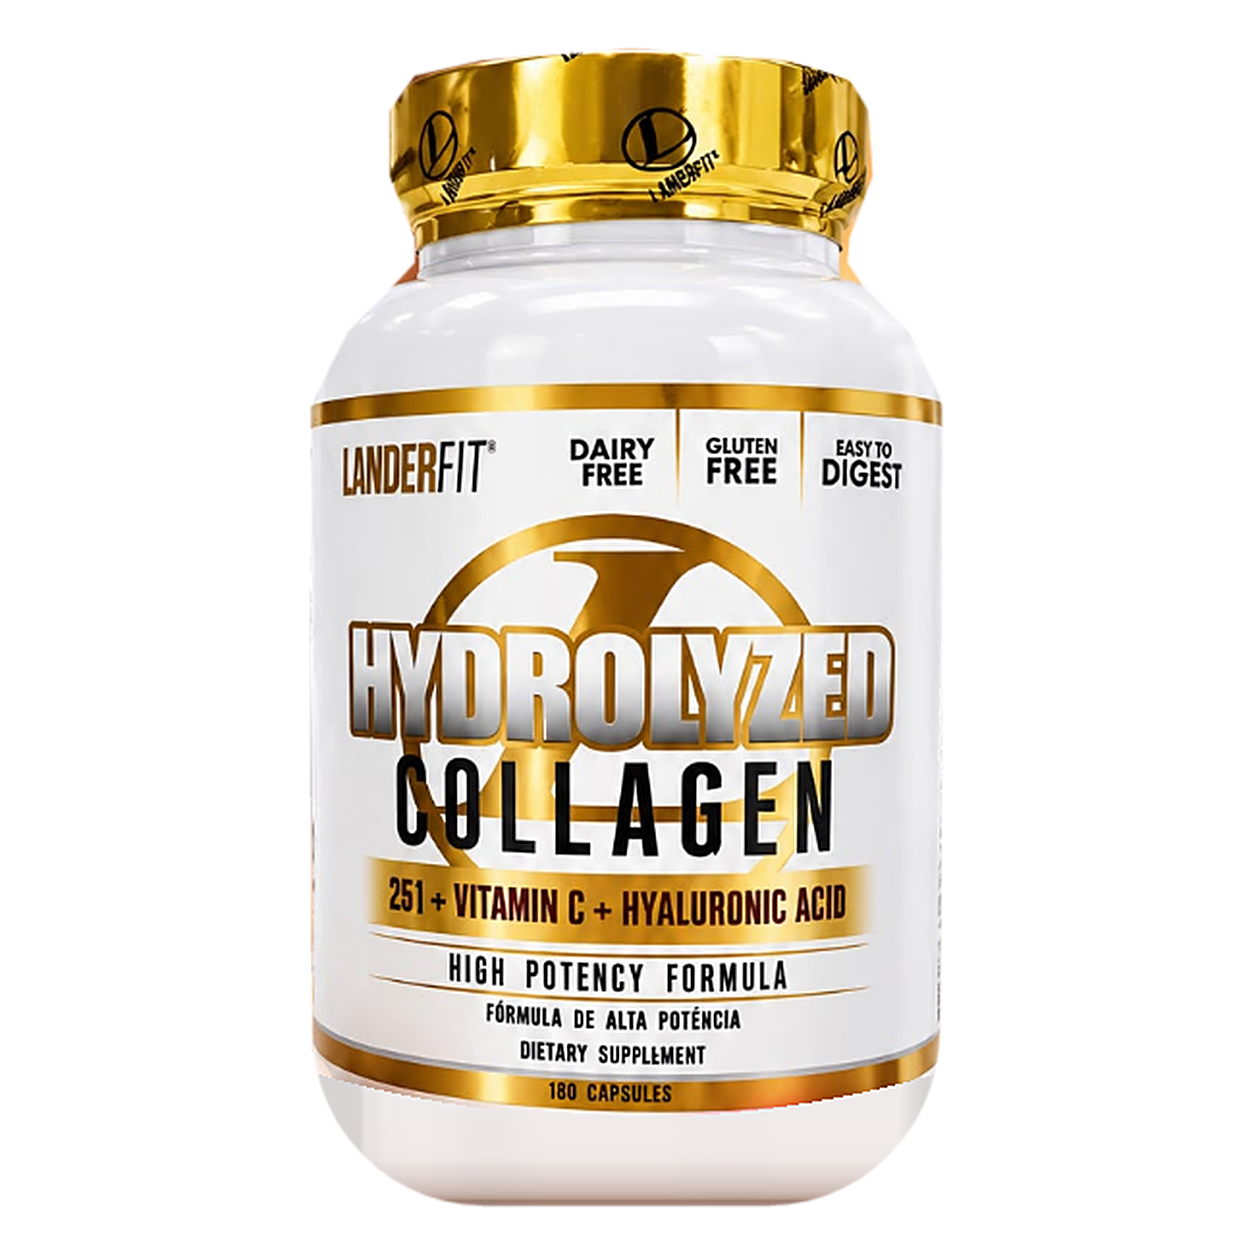 LANDERFIT®
DAIRY FREE
GLUTEN FREE
EASY TO DIGEST
HYDROLYZED
COLLAGEN
251 + VITAMIN C + HYALURONIC ACID
HIGH POTENCY FORMULA
FÓRMULA DE ALTA POTÉNCIA
DIETARY SUPPLEMENT
180 CAPSULES